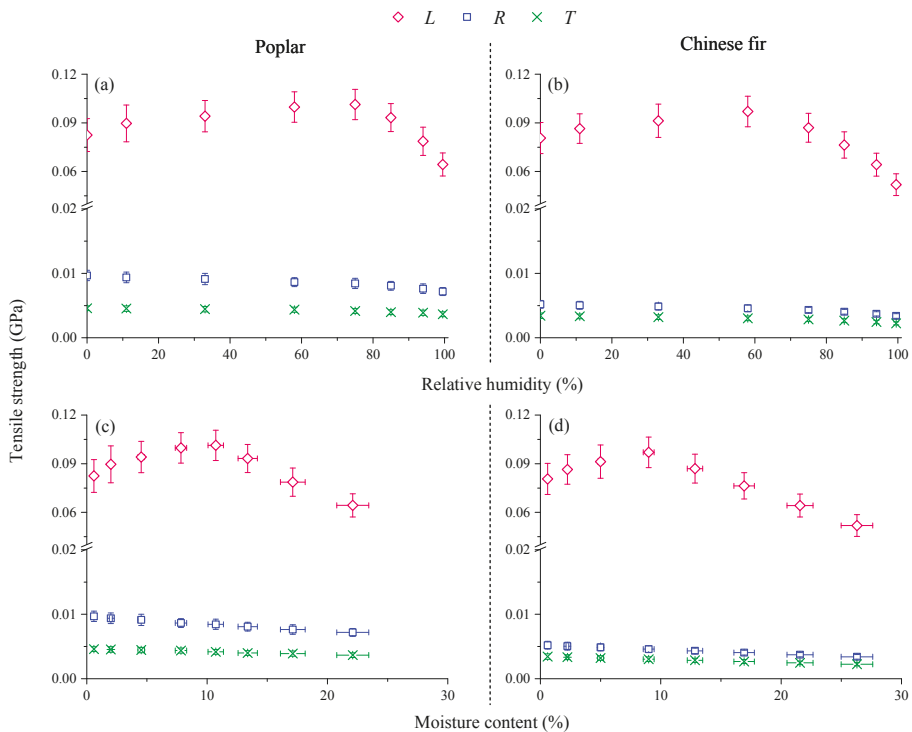 L R T
Poplar Chinese fir
(a) (b)
0.12 0.12
0.09 0.09
0.06 0.06
0.02 0.02
0.01 0.01
0.00 0.00
0 20 40 60 80 100 0 20 40 60 80 100
Relative humidity (%)
Tensile strength (GPa)
(c) (d)
0.12 0.12
0.09 0.09
0.06 0.06
0.02 0.02
0.01 0.01
0.00 0.00
0 10 20 30 0 10 20 30
Moisture content (%)